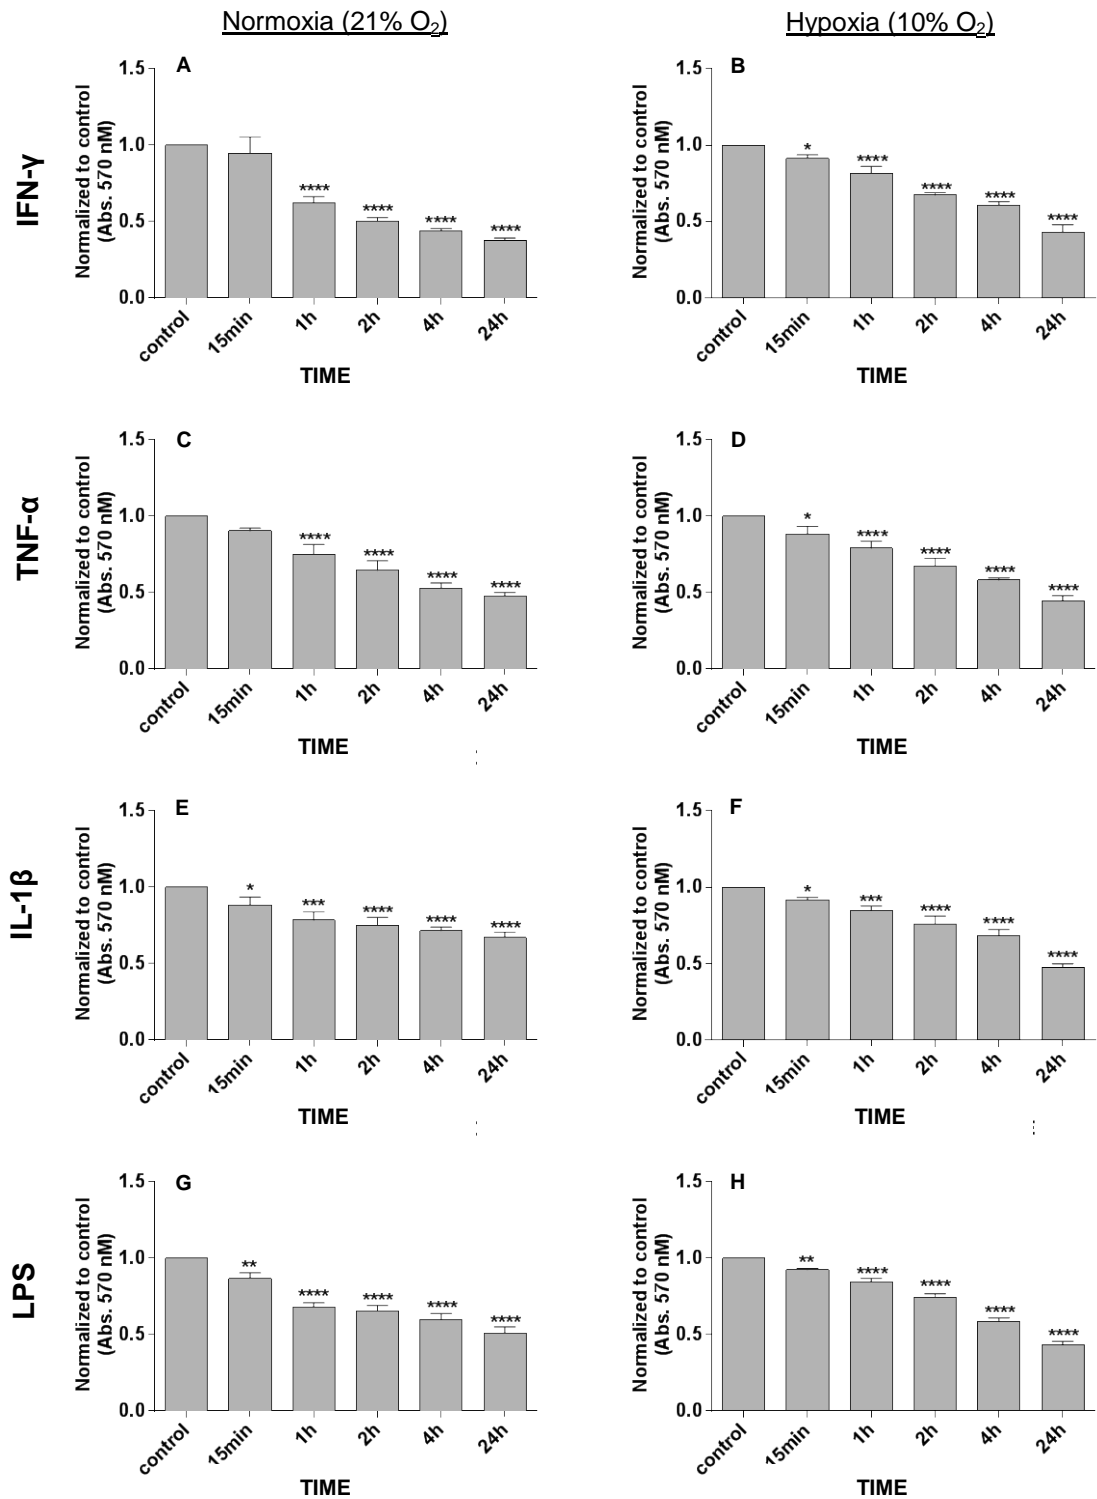 Normoxia (21% O2)
Hypoxia (10% O2)
IFN-γ
A
Normalized to control
(Abs. 570 nM)
1.5
1.0
0.5
0.0
****
****
****
****
control
15min
1h
2h
4h
24h
TIME
B
Normalized to control
(Abs. 570 nM)
1.5
1.0
0.5
0.0
*
****
****
****
****
control
15min
1h
2h
4h
24h
TIME
TNF-α
C
Normalized to control
(Abs. 570 nM)
1.5
1.0
0.5
0.0
****
****
****
****
control
15min
1h
2h
4h
24h
TIME
D
Normalized to control
(Abs. 570 nM)
1.5
1.0
0.5
0.0
*
****
****
****
****
control
15min
1h
2h
4h
24h
TIME
IL-1β
E
Normalized to control
(Abs. 570 nM)
1.5
1.0
0.5
0.0
*
***
****
****
****
control
15min
1h
2h
4h
24h
TIME
F
Normalized to control
(Abs. 570 nM)
1.5
1.0
0.5
0.0
*
***
****
****
****
control
15min
1h
2h
4h
24h
TIME
LPS
G
Normalized to control
(Abs. 570 nM)
1.5
1.0
0.5
0.0
**
****
****
****
****
control
15min
1h
2h
4h
24h
TIME
H
Normalized to control
(Abs. 570 nM)
1.5
1.0
0.5
0.0
**
****
****
****
****
control
15min
1h
2h
4h
24h
TIME